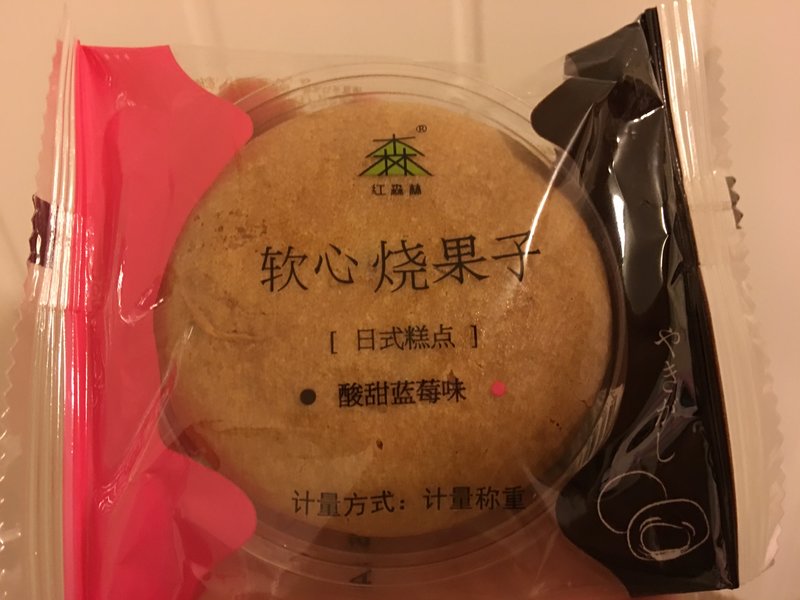 ®
红森林
软心 烧果子
[ 日式糕点 ]
酸甜蓝莓味
计量方式：计量称重
やきがし